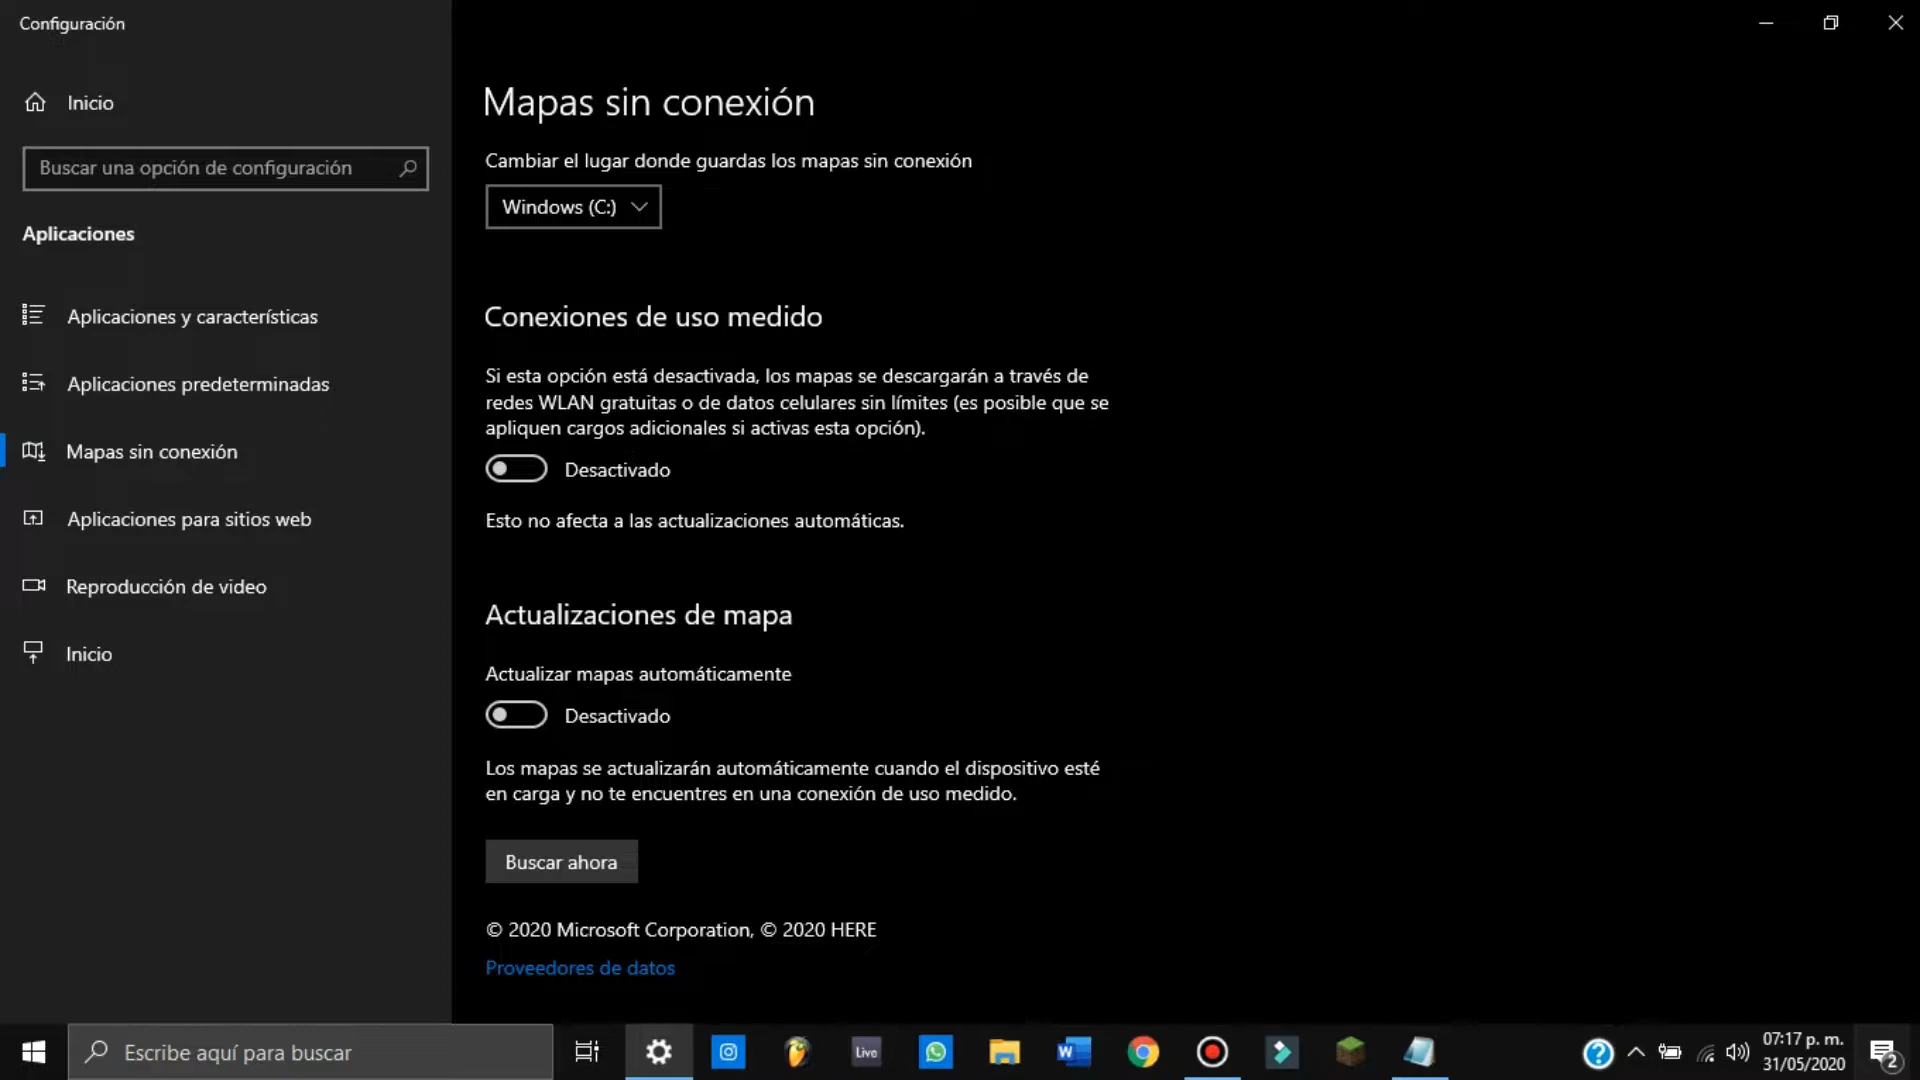 Configuración
Inicio
Buscar una opción de configuración
Aplicaciones
Aplicaciones y características
Aplicaciones predeterminadas
Mapas sin conexión
Aplicaciones para sitios web
Reproducción de video
Inicio
Mapas sin conexión
Cambiar el lugar donde guardas los mapas sin conexión
Windows (C:)
Conexiones de uso medido
Si esta opción está desactivada, los mapas se descargarán a través de
redes WLAN gratuitas o de datos celulares sin límites (es posible que se
apliquen cargos adicionales si activas esta opción).
Desactivado
Esto no afecta a las actualizaciones automáticas.
Actualizaciones de mapa
Actualizar mapas automáticamente
Desactivado
Los mapas se actualizarán automáticamente cuando el dispositivo esté
en carga y no te encuentres en una conexión de uso medido.
Buscar ahora
© 2020 Microsoft Corporation, © 2020 HERE
Proveedores de datos
Escribe aquí para buscar
Live
W
?
07:17 p. m.
31/05/2020
2